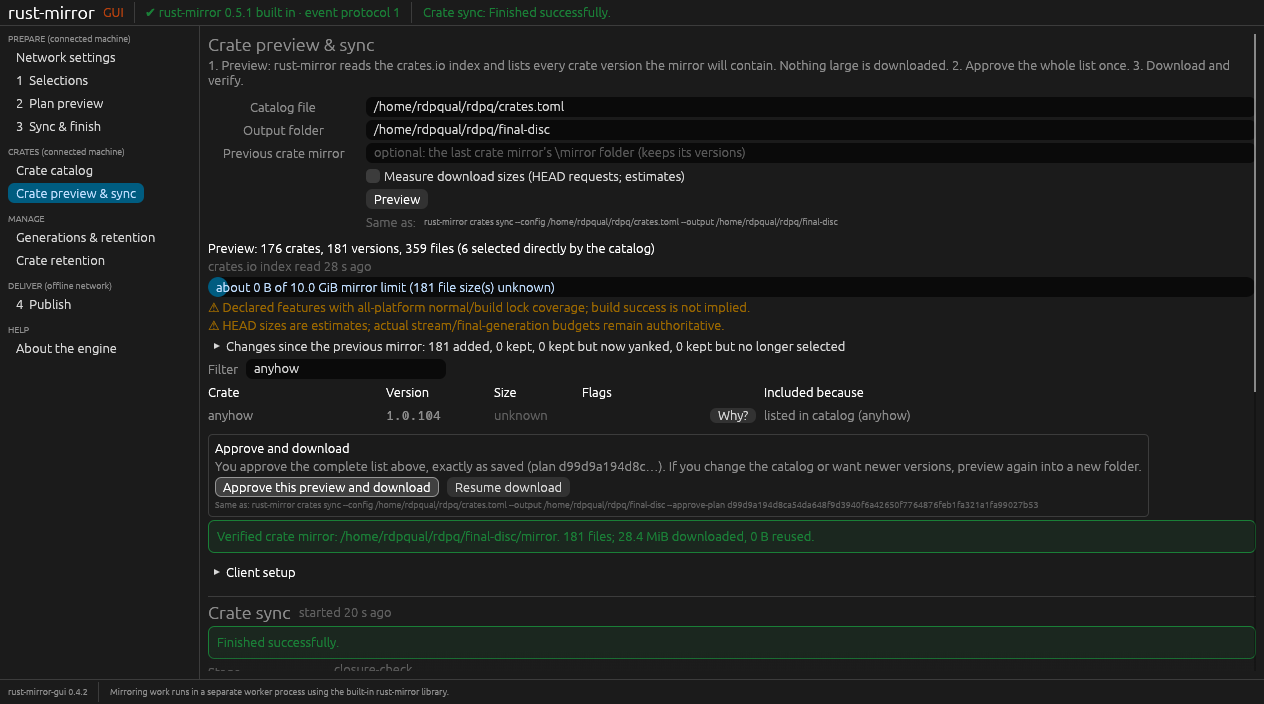 rust-mirror GUI ✔ rust-mirror 0.5.1 built in · event protocol 1 Crate sync: Finished successfully.
PREPARE (connected machine)
Network settings
1 Selections
2 Plan preview
3 Sync & finish
CRATES (connected machine)
Crate catalog
Crate preview & sync
MANAGE
Generations & retention
Crate retention
DELIVER (offline network)
4 Publish
HELP
About the engine
Crate preview & sync
1. Preview: rust-mirror reads the crates.io index and lists every crate version the mirror will contain. Nothing large is downloaded. 2. Approve the whole list once. 3. Download and
verify.
Catalog file /home/rdpqual/rdpq/crates.toml
Output folder /home/rdpqual/rdpq/final-disc
Previous crate mirror optional: the last crate mirror's \mirror folder (keeps its versions)
Measure download sizes (HEAD requests; estimates)
Preview
Same as: rust-mirror crates sync --config /home/rdpqual/rdpq/crates.toml --output /home/rdpqual/rdpq/final-disc
Preview: 176 crates, 181 versions, 359 files (6 selected directly by the catalog)
crates.io index read 28 s ago
about 0 B of 10.0 GiB mirror limit (181 file size(s) unknown)
⚠ Declared features with all-platform normal/build lock coverage; build success is not implied.
⚠ HEAD sizes are estimates; actual stream/final-generation budgets remain authoritative.
▸ Changes since the previous mirror: 181 added, 0 kept, 0 kept but now yanked, 0 kept but no longer selected
Filter anyhow
Crate Version Size Flags Included because
anyhow 1.0.104 unknown Why? listed in catalog (anyhow)
Approve and download
You approve the complete list above, exactly as saved (plan d99d9a194d8c…). If you change the catalog or want newer versions, preview again into a new folder.
Approve this preview and download Resume download
Same as: rust-mirror crates sync --config /home/rdpqual/rdpq/crates.toml --output /home/rdpqual/rdpq/final-disc --approve-plan d99d9a194d8ca54da648f9d3940f6a42650f7764876feb1fa321a1fa99027b53
Verified crate mirror: /home/rdpqual/rdpq/final-disc/mirror. 181 files; 28.4 MiB downloaded, 0 B reused.
▸ Client setup
Crate sync started 20 s ago
Finished successfully.
Stage closure-check
rust-mirror-gui 0.4.2 Mirroring work runs in a separate worker process using the built-in rust-mirror library.